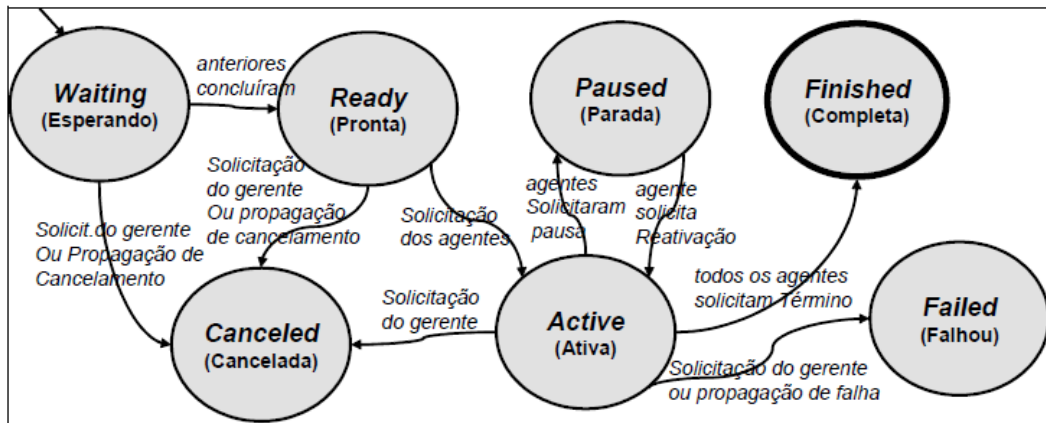 Waiting
(Esperando)
anteriores
concluíram
Ready
(Pronta)
Paused
(Parada)
Finished
(Completa)
Solicitação
do gerente
Ou propagação
de cancelamento
Solicit.do gerente
Ou Propagação de
Cancelamento
Solicitação
dos agentes
agentes
Solicitaram
pausa
agente
solicita
Reativação
todos os agentes
solicitam Término
Canceled
(Cancelada)
Solicitação
do gerente
Active
(Ativa)
Failed
(Falhou)
Solicitação do gerente
ou propagação de falha